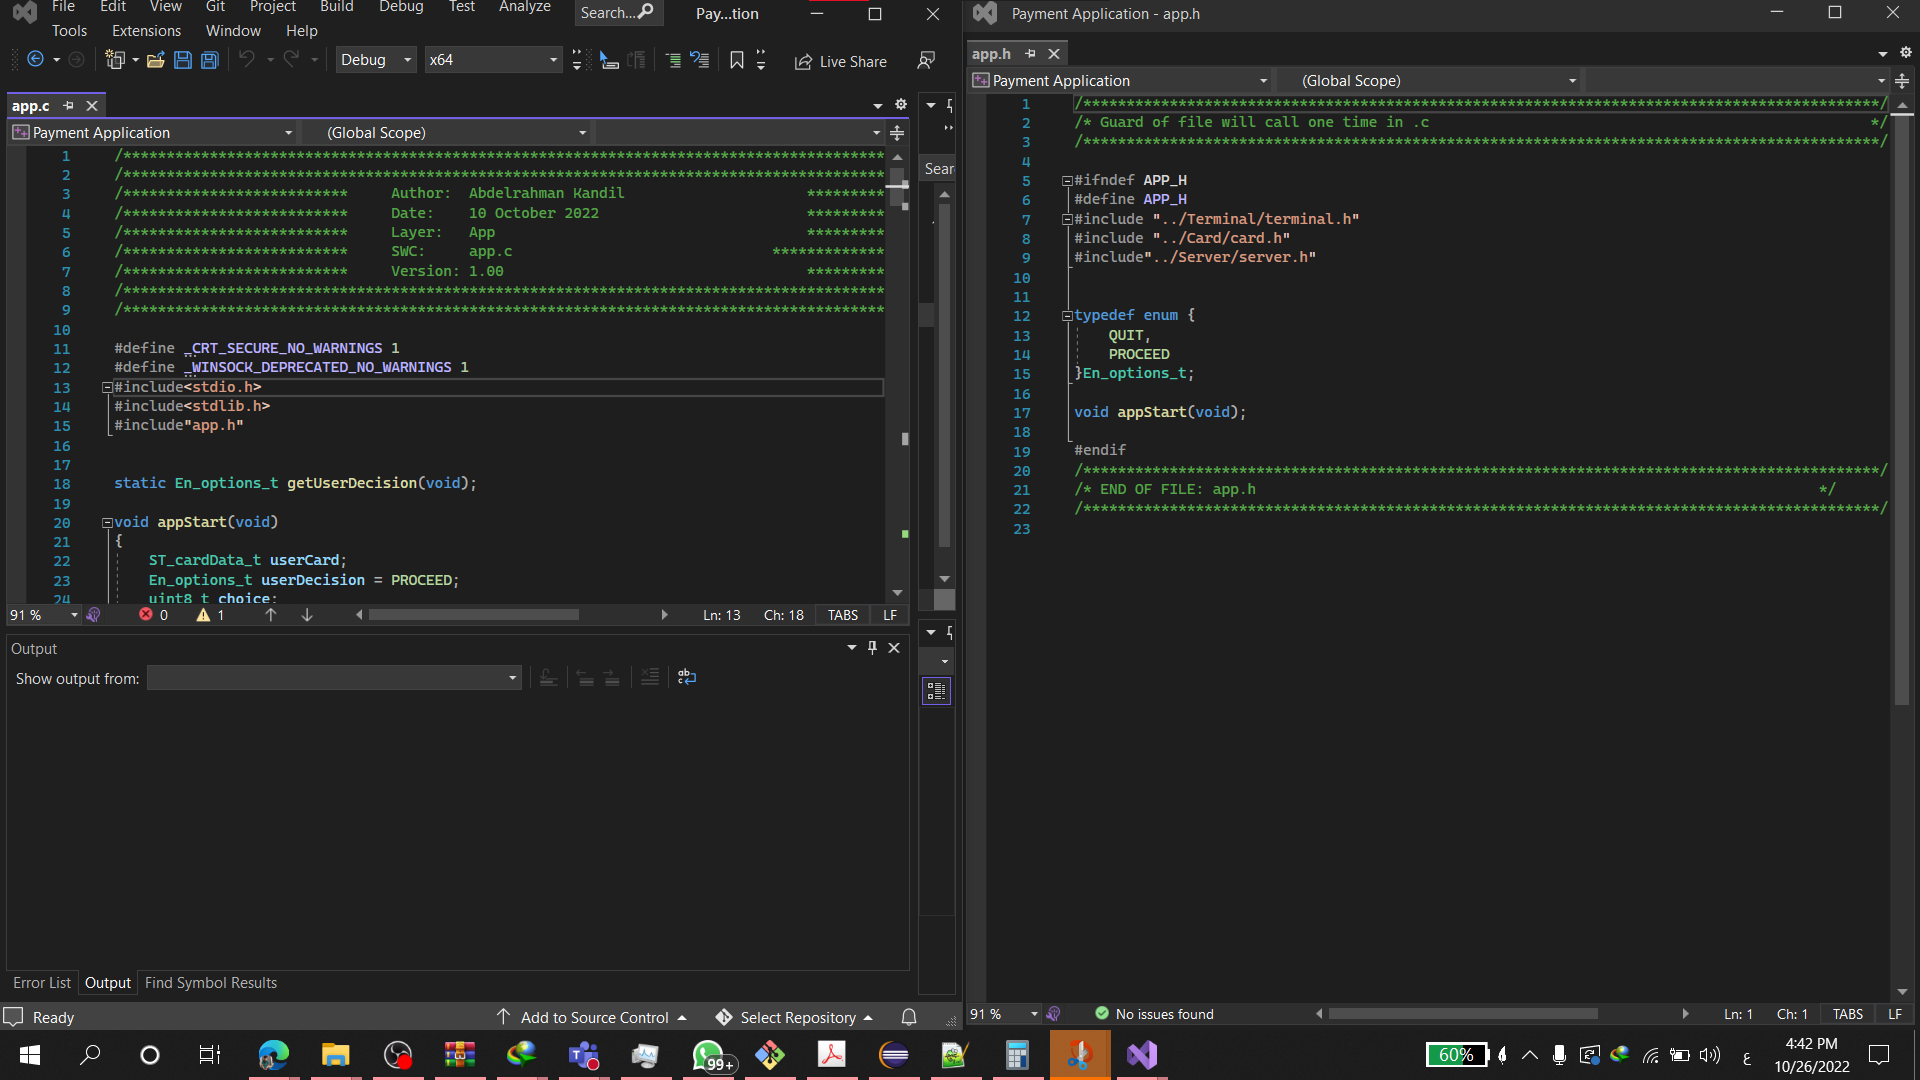 File Edit View Git Project Build Debug Test Analyze Search... Pay...tion
Tools Extensions Window Help
Debug x64 Live Share
app.c
Payment Application (Global Scope)
1 /****************************************************************************************
2 /****************************************************************************************
3 /************************** Author: Abdelrahman Kandil *********
4 /************************** Date: 10 October 2022 *********
5 /************************** Layer: App *********
6 /************************** SWC: app.c *************
7 /************************** Version: 1.00 *********
8 /****************************************************************************************
9 /****************************************************************************************
10
11 #define _CRT_SECURE_NO_WARNINGS 1
12 #define _WINSOCK_DEPRECATED_NO_WARNINGS 1
13 #include<stdio.h>
14 #include<stdlib.h>
15 #include"app.h"
16
17
18 static En_options_t getUserDecision(void);
19
20 void appStart(void)
21 {
22 ST_cardData_t userCard;
23 En_options_t userDecision = PROCEED;
24 uint8_t choice;
91 % 0 1 Ln: 13 Ch: 18 TABS LF
Sear
Output
Show output from:
Error List Output Find Symbol Results
Ready Add to Source Control Select Repository
Payment Application - app.h
app.h
Payment Application (Global Scope)
1 /********************************************************************************************/
2 /* Guard of file will call one time in .c */
3 /********************************************************************************************/
4
5 #ifndef APP_H
6 #define APP_H
7 #include "../Terminal/terminal.h"
8 #include "../Card/card.h"
9 #include"../Server/server.h"
10
11
12 typedef enum {
13 QUIT,
14 PROCEED
15 }En_options_t;
16
17 void appStart(void);
18
19 #endif
20 /********************************************************************************************/
21 /* END OF FILE: app.h */
22 /********************************************************************************************/
23
91 % No issues found Ln: 1 Ch: 1 TABS LF
99+
60%
ع
4:42 PM
10/26/2022